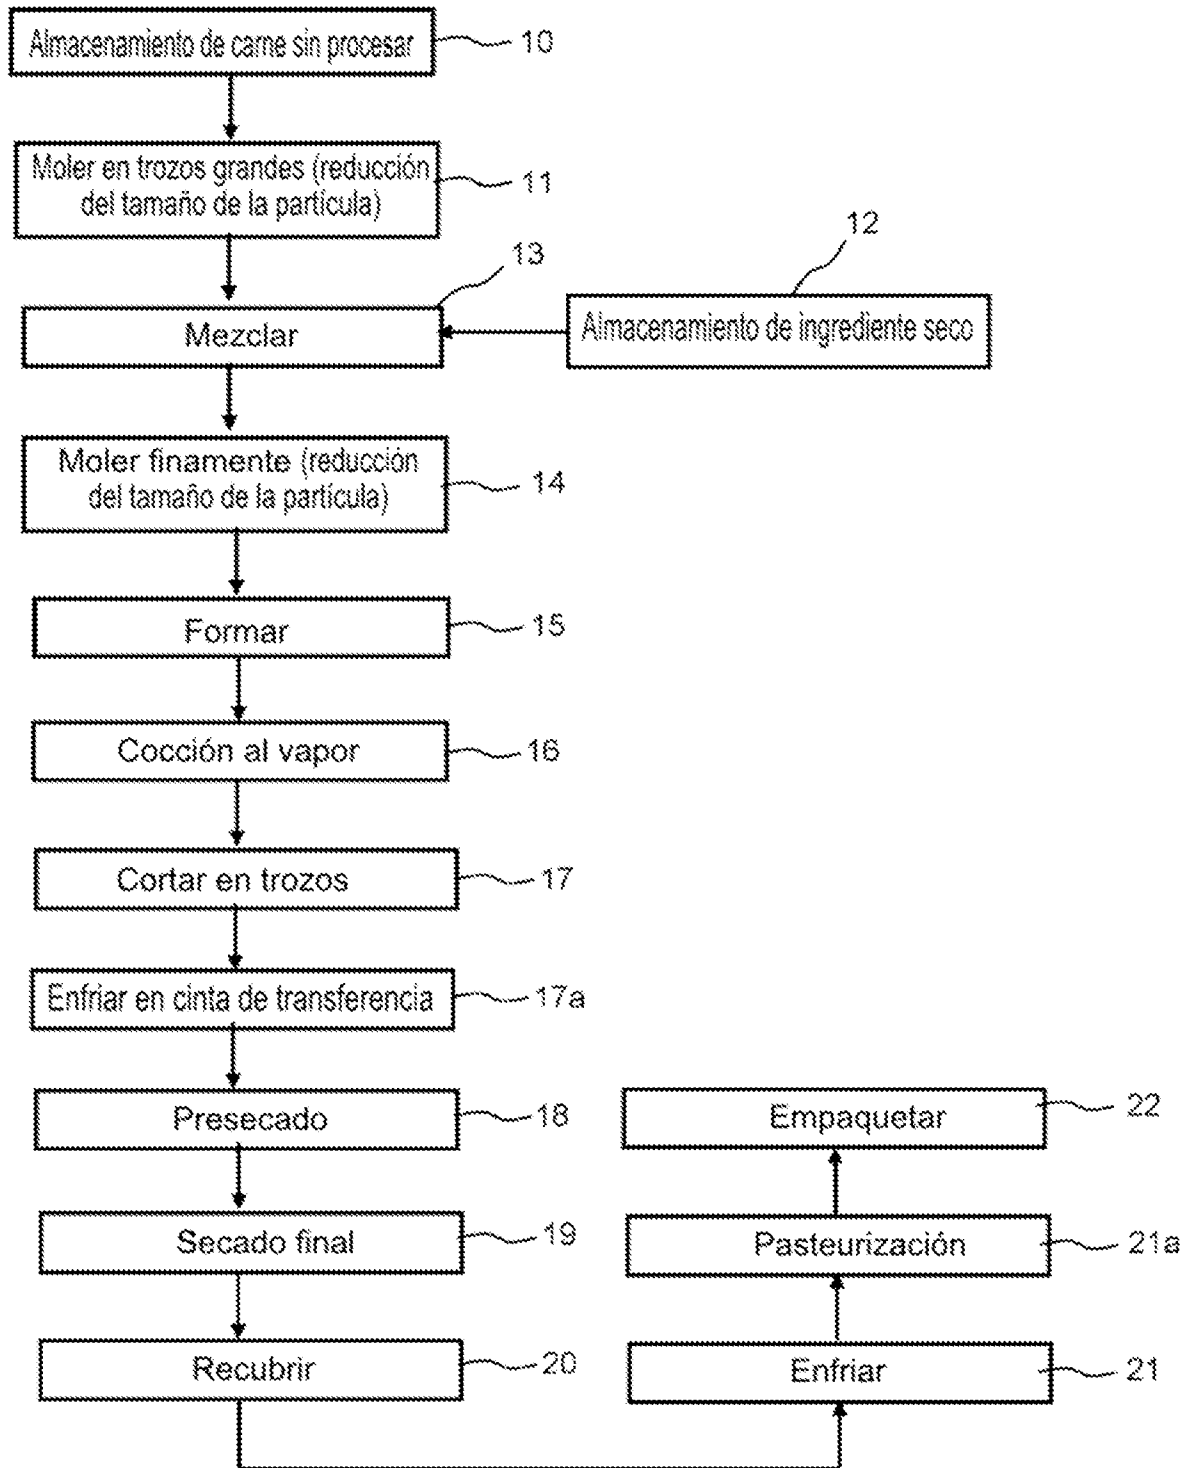 Almacenamiento de carne sin procesar
10
Moler en trozos grandes (reducción
del tamaño de la partícula)
11
12
13
Mezclar
Almacenamiento de ingrediente seco
Moler finamente (reducción
del tamaño de la partícula)
14
Formar
15
Cocción al vapor
16
Cortar en trozos
17
Enfriar en cinta de transferencia
17a
Presecado
18
Secado final
19
Recubrir
20
Empaquetar
22
Pasteurización
21a
Enfriar
21